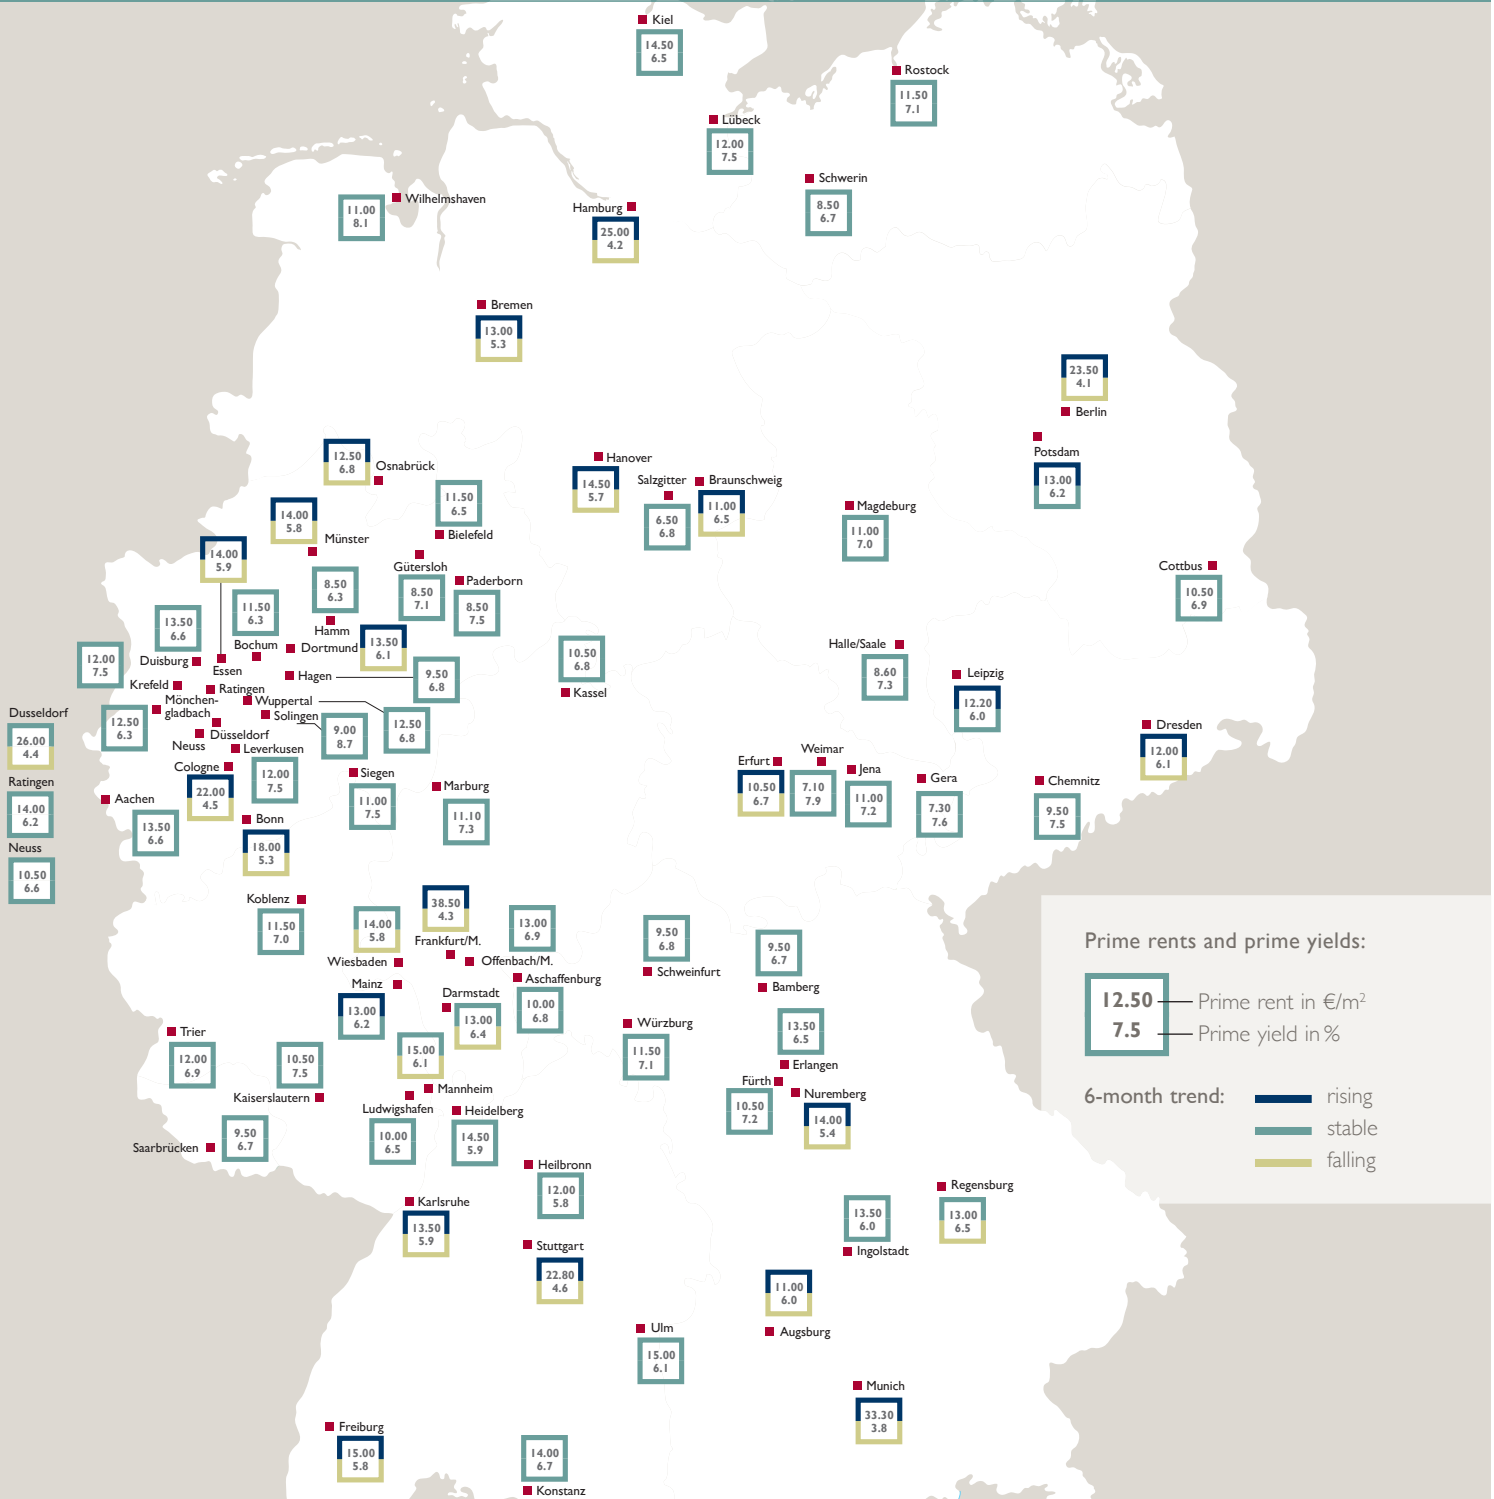 Kiel
14.50
6.5
Rostock
11.50
7.1
Lübeck
12.00
7.5
Schwerin
8.50
6.7
Wilhelmshaven
11.00
8.1
Hamburg
25.00
4.2
Bremen
13.00
5.3
23.50
4.1
Berlin
Potsdam
13.00
6.2
12.50
6.8
Osnabrück
Hanover
14.50
5.7
Salzgitter
6.50
6.8
Braunschweig
11.00
6.5
11.50
6.5
Bielefeld
Magdeburg
11.00
7.0
14.00
5.8
Münster
14.00
5.9
Gütersloh
8.50
7.1
Paderborn
8.50
7.5
Cottbus
10.50
6.9
8.50
6.3
Hamm
11.50
6.3
Bochum
13.50
6.6
Duisburg
Essen
Dortmund
13.50
6.1
12.00
7.5
Krefeld
Ratingen
Hagen
9.50
6.8
10.50
6.8
Kassel
Halle/Saale
8.60
7.3
Leipzig
12.20
6.0
Mönchen-
gladbach
12.50
6.3
Wuppertal
12.50
6.8
Solingen
9.00
8.7
Dusseldorf
26.00
4.4
Düsseldorf
Neuss
Leverkusen
12.00
7.5
Dresden
12.00
6.1
Cologne
22.00
4.5
Ratingen
14.00
6.2
Siegen
11.00
7.5
Marburg
11.10
7.3
Erfurt
10.50
6.7
Weimar
7.10
7.9
Jena
11.00
7.2
Gera
7.30
7.6
Chemnitz
9.50
7.5
Aachen
13.50
6.6
Bonn
18.00
5.3
Neuss
10.50
6.6
Koblenz
11.50
7.0
14.00
5.8
Wiesbaden
38.50
4.3
Frankfurt/M.
13.00
6.9
Offenbach/M.
9.50
6.8
Schweinfurt
9.50
6.7
Bamberg
Prime rents and prime yields:
12.50
Prime rent in €/m²
7.5
Prime yield in %
6-month trend:
rising
stable
falling
Mainz
13.00
6.2
Darmstadt
13.00
6.4
Aschaffenburg
10.00
6.8
Trier
12.00
6.9
10.50
7.5
Kaiserslautern
15.00
6.1
Mannheim
Würzburg
11.50
7.1
13.50
6.5
Erlangen
Fürth
10.50
7.2
Nuremberg
14.00
5.4
Ludwigshafen
10.00
6.5
Heidelberg
14.50
5.9
Saarbrücken
9.50
6.7
Heilbronn
12.00
5.8
Karlsruhe
13.50
5.9
13.50
6.0
Ingolstadt
Regensburg
13.00
6.5
Stuttgart
22.80
4.6
11.00
6.0
Augsburg
Ulm
15.00
6.1
Munich
33.30
3.8
Freiburg
15.00
5.8
14.00
6.7
Konstanz